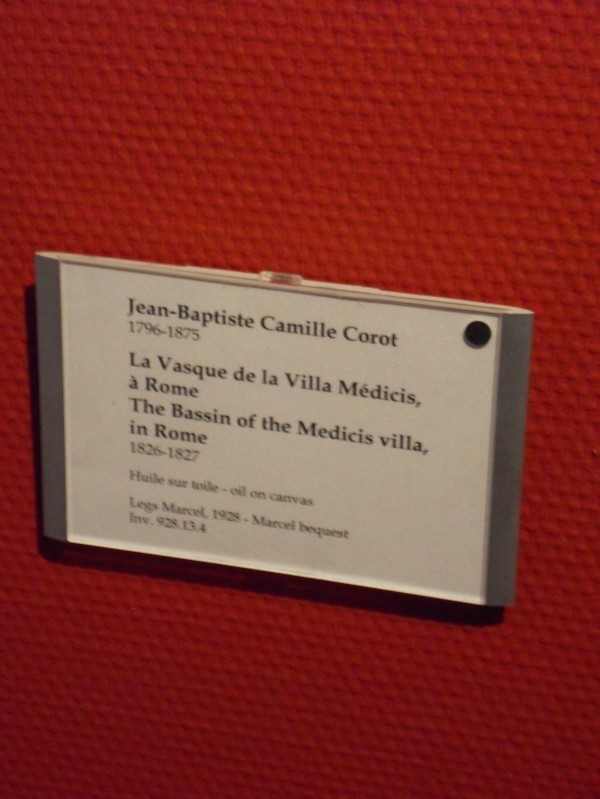 Jean-Baptiste Camille Corot
1796-1875
La Vasque de la Villa Médicis,
à Rome
The Bassin of the Medicis villa,
in Rome
1826-1827
Huile sur toile - oil on canvas
Legs Marcel, 1928 - Marcel bequest
Inv. 928.13.4